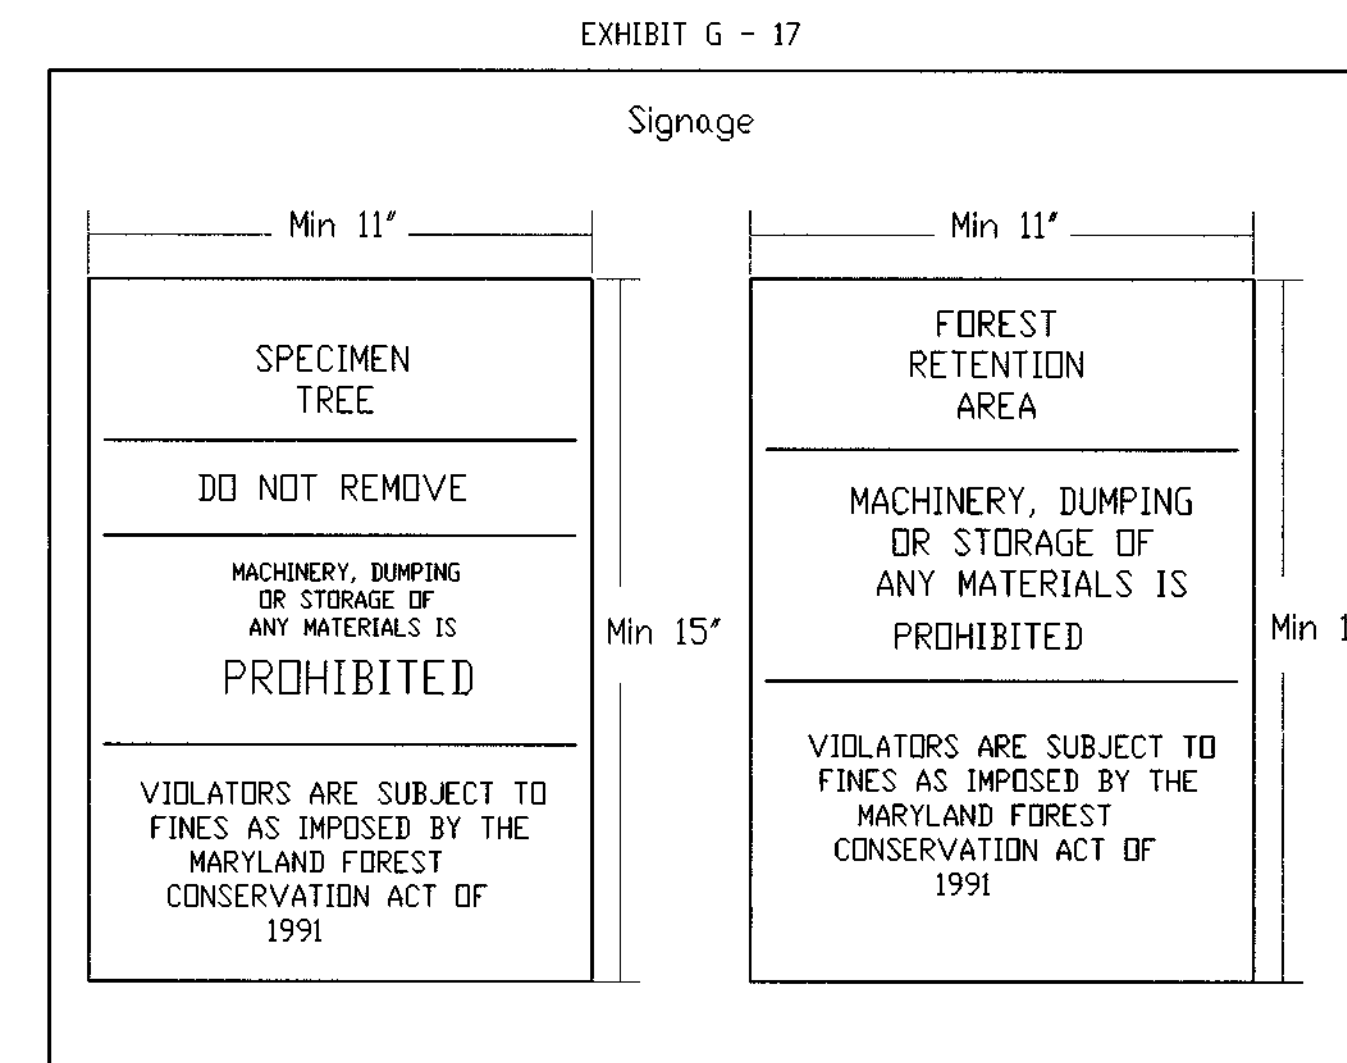 EXHIBIT G - 17
Signage
Min 11"
SPECIMEN
TREE
DO NOT REMOVE
MACHINERY, DUMPING
OR STORAGE OF
ANY MATERIALS IS
PROHIBITED
VIOLATORS ARE SUBJECT TO
FINES AS IMPOSED BY THE
MARYLAND FOREST
CONSERVATION ACT OF
1991
Min 15"
Min 11"
FOREST
RETENTION
AREA
MACHINERY, DUMPING
OR STORAGE OF
ANY MATERIALS IS
PROHIBITED
VIOLATORS ARE SUBJECT TO
FINES AS IMPOSED BY THE
MARYLAND FOREST
CONSERVATION ACT OF
1991
Min